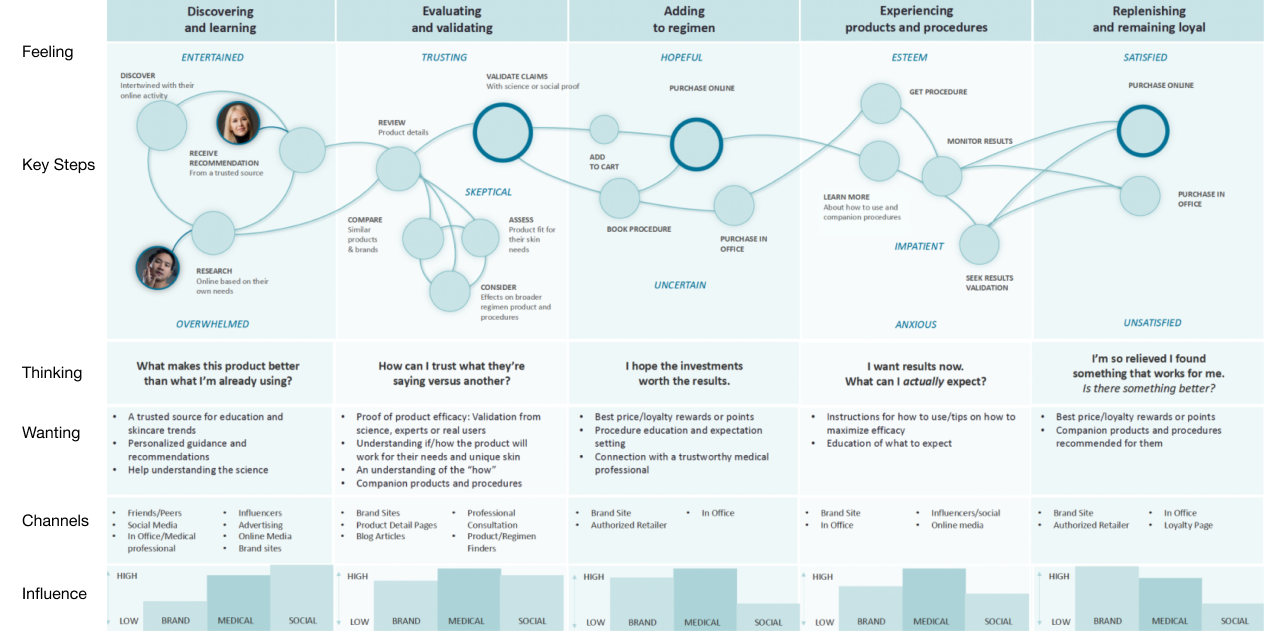 Discovering
and learning
Evaluating
and validating
Adding
to regimen
Experiencing
products and procedures
Replenishing
and remaining loyal
Feeling
ENTERTAINED
TRUSTING
HOPEFUL
ESTEEM
SATISFIED
Key Steps
DISCOVER
Intertwined with their
online activity
RECEIVE
RECOMMENDATION
From a trusted source
RESEARCH
Online based on their
own needs
OVERWHELMED
VALIDATE CLAIMS
With science or social proof
REVIEW
Product details
SKEPTICAL
COMPARE
Similar
products
& brands
ASSESS
Product fit for
their skin
needs
CONSIDER
Effects on broader
regimen product and
procedures
PURCHASE ONLINE
ADD
TO CART
BOOK PROCEDURE
PURCHASE IN
OFFICE
UNCERTAIN
GET PROCEDURE
MONITOR RESULTS
LEARN MORE
About how to use and
companion procedures
IMPATIENT
SEEK RESULTS
VALIDATION
ANXIOUS
PURCHASE ONLINE
PURCHASE IN
OFFICE
UNSATISFIED
Thinking
What makes this product better
than what I'm already using?
How can I trust what they're
saying versus another?
I hope the investments
worth the results.
I want results now.
What can I actually expect?
I'm so relieved I found
something that works for me.
Is there something better?
Wanting
• A trusted source for education and
skincare trends
• Personalized guidance and
recommendations
• Help understanding the science
• Proof of product efficacy: Validation from
science, experts or real users
• Understanding if/how the product will
work for their needs and unique skin
• An understanding of the "how"
• Companion products and procedures
• Best price/loyalty rewards or points
• Procedure education and expectation
setting
• Connection with a trustworthy medical
professional
• Instructions for how to use/tips on how to
maximize efficacy
• Education of what to expect
• Best price/loyalty rewards or points
• Companion products and procedures
recommended for them
Channels
• Friends/Peers
• Social Media
• In Office/Medical
professional
• Influencers
• Advertising
• Online Media
• Brand sites
• Brand Sites
• Product Detail Pages
• Blog Articles
• Professional
Consultation
• Product/Regimen
Finders
• Brand Site
• Authorized Retailer
• In Office
• Brand Site
• In Office
• Influencers/social
• Online media
• Brand Site
• Authorized Retailer
• In Office
• Loyalty Page
Influence
HIGH
LOW
BRAND
MEDICAL
SOCIAL
HIGH
LOW
BRAND
MEDICAL
SOCIAL
HIGH
LOW
BRAND
MEDICAL
SOCIAL
HIGH
LOW
BRAND
MEDICAL
SOCIAL
HIGH
LOW
BRAND
MEDICAL
SOCIAL